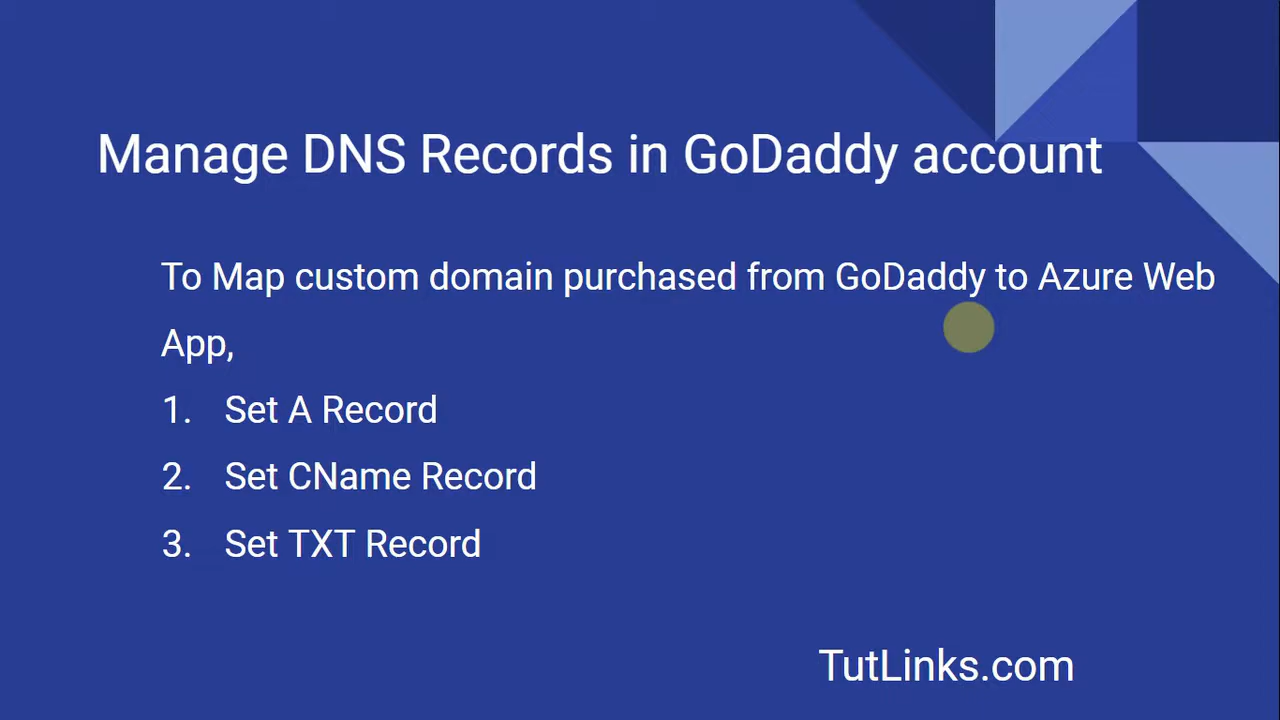 Manage DNS Records in GoDaddy account
To Map custom domain purchased from GoDaddy to Azure Web
App,
1. Set A Record
2. Set CName Record
3. Set TXT Record
TutLinks.com